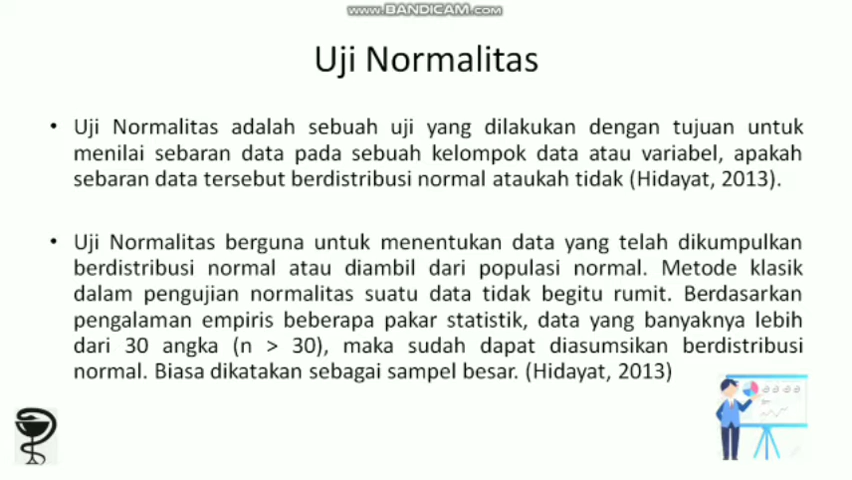 www.BANDICAM.com
Uji Normalitas
• Uji Normalitas adalah sebuah uji yang dilakukan dengan tujuan untuk
menilai sebaran data pada sebuah kelompok data atau variabel, apakah
sebaran data tersebut berdistribusi normal ataukah tidak (Hidayat, 2013).
• Uji Normalitas berguna untuk menentukan data yang telah dikumpulkan
berdistribusi normal atau diambil dari populasi normal. Metode klasik
dalam pengujian normalitas suatu data tidak begitu rumit. Berdasarkan
pengalaman empiris beberapa pakar statistik, data yang banyaknya lebih
dari 30 angka (n > 30), maka sudah dapat diasumsikan berdistribusi
normal. Biasa dikatakan sebagai sampel besar. (Hidayat, 2013)